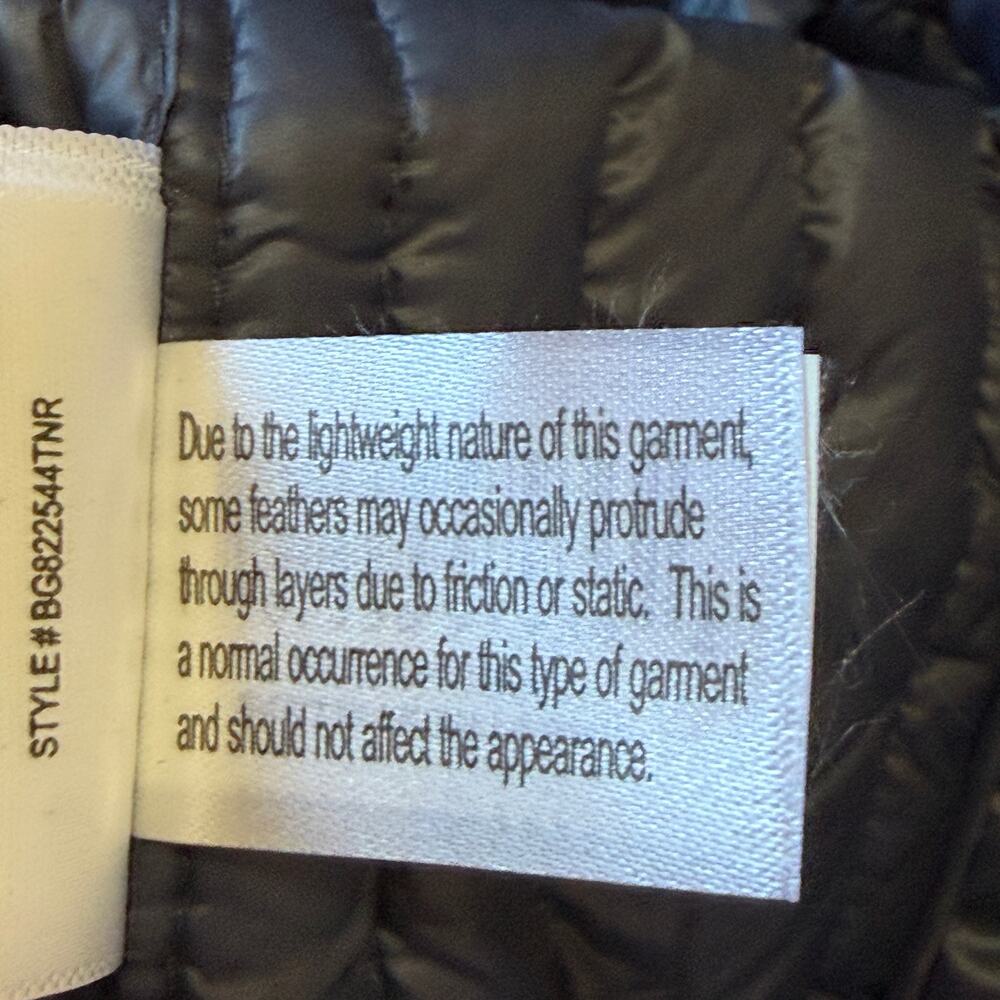 STYLE#BG822544TNR
Due to the lightweight nature of this garment,
some feathers may occasionally protrude
through layers due to friction or static. This is
a normal occurrence for this type of garment
and should not affect the appearance.